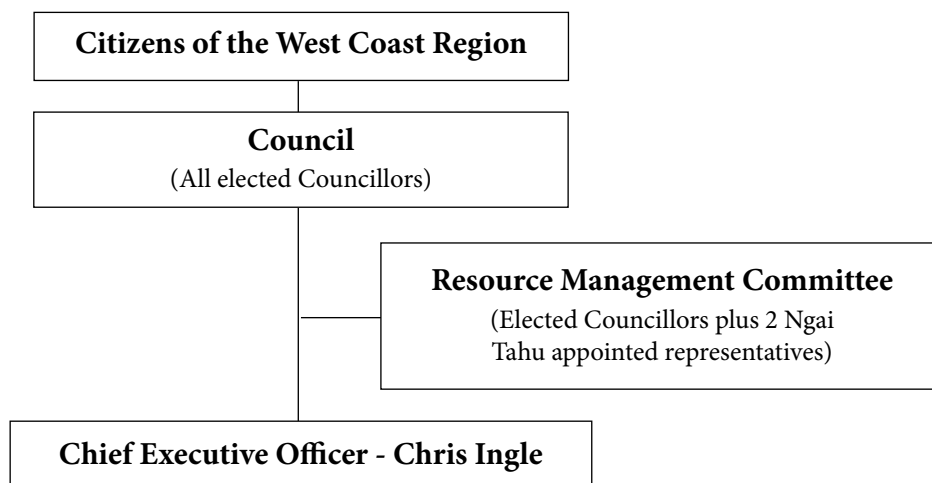 Citizens of the West Coast Region
Council
(All elected Councillors)
Resource Management Committee
(Elected Councillors plus 2 Ngai
Tahu appointed representatives)
Chief Executive Officer - Chris Ingle